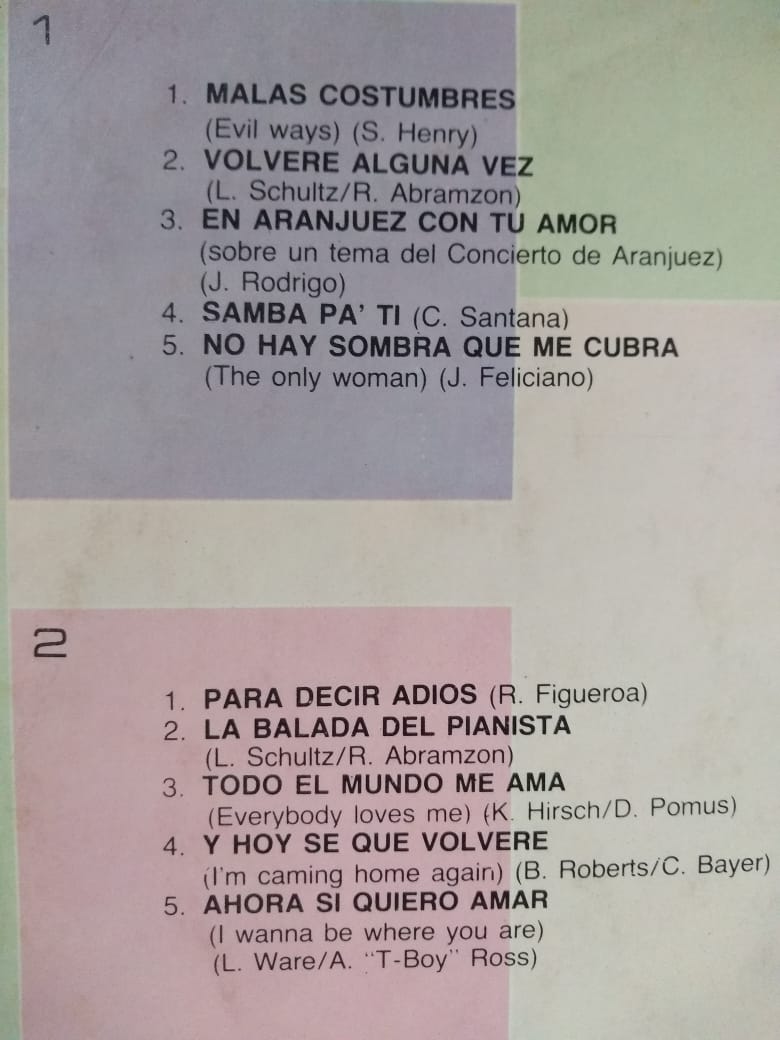 1
1. MALAS COSTUMBRES
(Evil ways) (S. Henry)
2. VOLVERE ALGUNA VEZ
(L. Schultz/R. Abramzon)
3. EN ARANJUEZ CON TU AMOR
(sobre un tema del Concierto de Aranjuez)
(J. Rodrigo)
4. SAMBA PA' TI (C. Santana)
5. NO HAY SOMBRA QUE ME CUBRA
(The only woman) (J. Feliciano)
2
1. PARA DECIR ADIOS (R. Figueroa)
2. LA BALADA DEL PIANISTA
(L. Schultz/R. Abramzon)
3. TODO EL MUNDO ME AMA
(Everybody loves me) (K. Hirsch/D. Pomus)
4. Y HOY SE QUE VOLVERE
(I'm caming home again) (B. Roberts/C. Bayer)
5. AHORA SI QUIERO AMAR
(I wanna be where you are)
(L. Ware/A. "T-Boy" Ross)